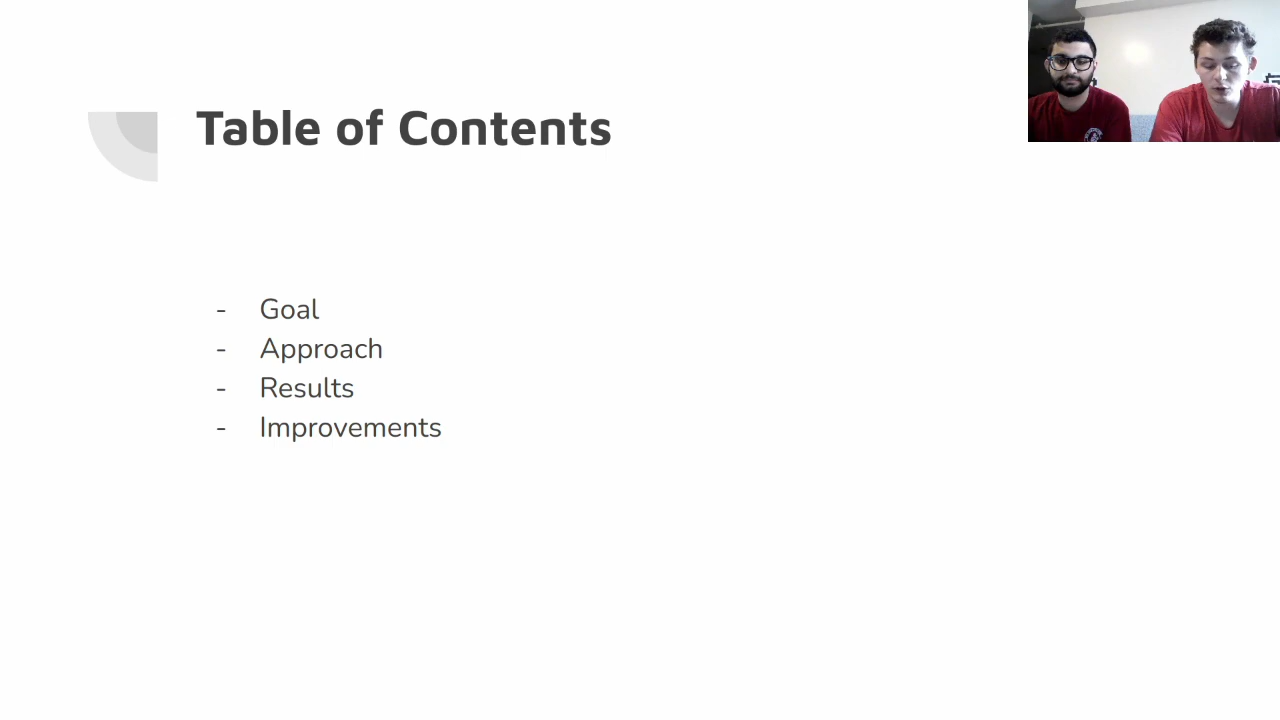 Table of Contents
- Goal
- Approach
- Results
- Improvements